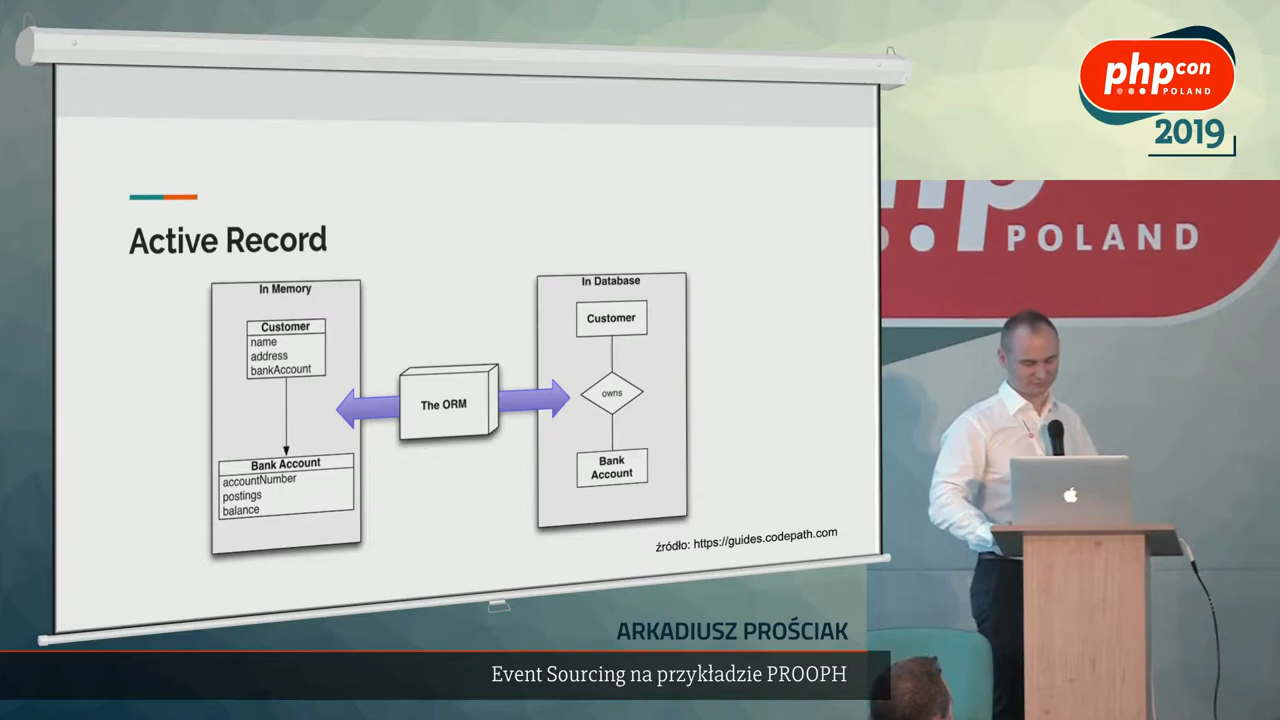 phpcon
POLAND
2019
php
POLAND
Active Record
In Memory
Customer
name
address
bankAccount
Bank Account
accountNumber
postings
balance
The ORM
In Database
Customer
owns
Bank
Account
źródło: https://guides.codepath.com
ARKADIUSZ PROŚCIAK
Event Sourcing na przykładzie PROOPH